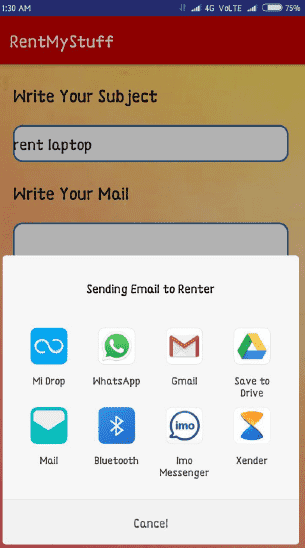 1:30 AM 4G VoLTE 75%
RentMyStuff
Write Your Subject
rent laptop
Write Your Mail
Sending Email to Renter
Mi Drop WhatsApp Gmail Save to Drive
Mail Bluetooth imo Imo Messenger Xender
Cancel